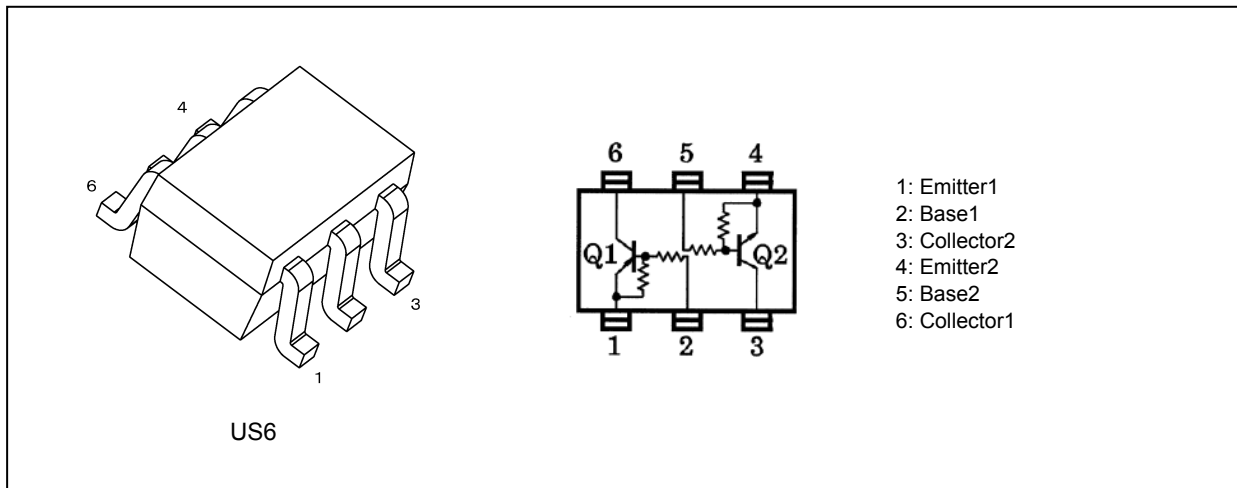 4
6
3
1
US6
6 5 4
Q1 Q2
1 2 3
1: Emitter1
2: Base1
3: Collector2
4: Emitter2
5: Base2
6: Collector1